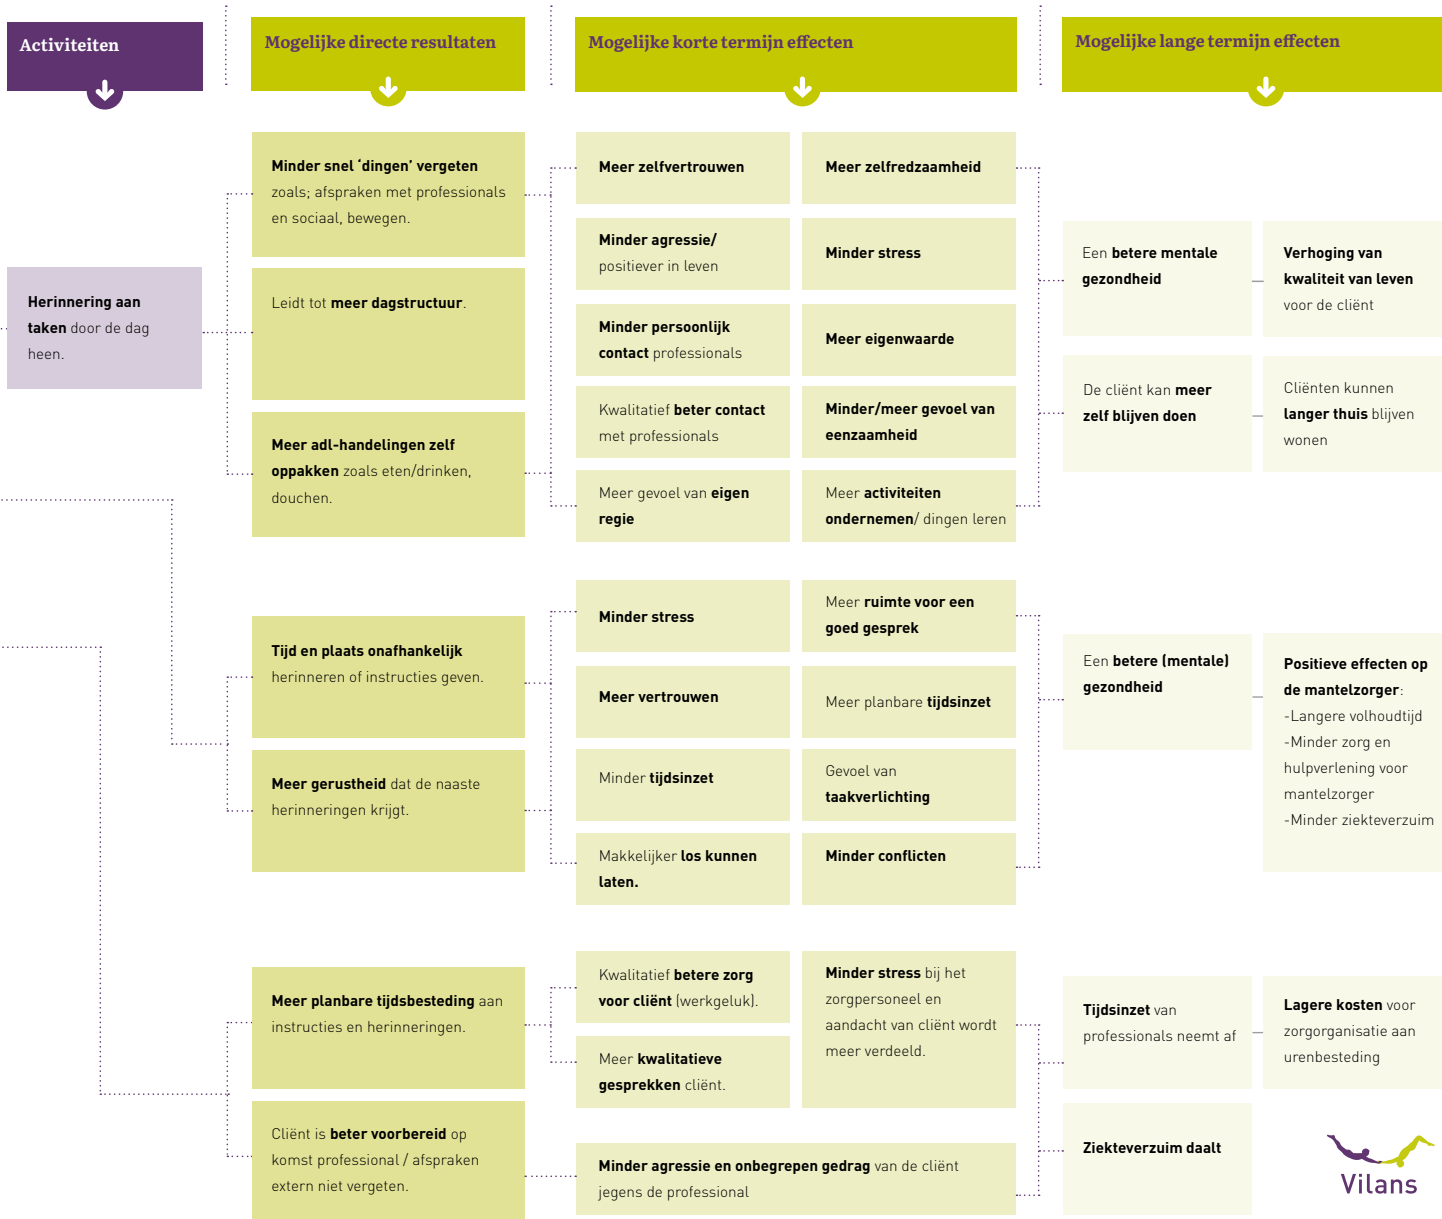 Activiteiten
Mogelijke directe resultaten
Mogelijke korte termijn effecten
Mogelijke lange termijn effecten
Herinnering aan
taken door de dag
heen.
Minder snel ‘dingen’ vergeten
zoals; afspraken met professionals
en sociaal, bewegen.
Leidt tot meer dagstructuur.
Meer adl-handelingen zelf
oppakken zoals eten/drinken,
douchen.
Meer zelfvertrouwen
Meer zelfredzaamheid
Minder agressie/
positiever in leven
Minder stress
Minder persoonlijk
contact professionals
Meer eigenwaarde
Kwalitatief beter contact
met professionals
Minder/meer gevoel van
eenzaamheid
Meer gevoel van eigen
regie
Meer activiteiten
ondernemen/ dingen leren
Een betere mentale
gezondheid
Verhoging van
kwaliteit van leven
voor de cliënt
De cliënt kan meer
zelf blijven doen
Cliënten kunnen
langer thuis blijven
wonen
Tijd en plaats onafhankelijk
herinneren of instructies geven.
Meer gerustheid dat de naaste
herinneringen krijgt.
Minder stress
Meer ruimte voor een
goed gesprek
Meer vertrouwen
Meer planbare tijdsinzet
Minder tijdsinzet
Gevoel van
taakverlichting
Makkelijker los kunnen
laten.
Minder conflicten
Een betere (mentale)
gezondheid
Positieve effecten op
de mantelzorger:
-Langere volhoudtijd
-Minder zorg en
hulpverlening voor
mantelzorger
-Minder ziekteverzuim
Meer planbare tijdsbesteding aan
instructies en herinneringen.
Cliënt is beter voorbereid op
komst professional / afspraken
extern niet vergeten.
Kwalitatief betere zorg
voor cliënt (werkgeluk).
Meer kwalitatieve
gesprekken cliënt.
Minder stress bij het
zorgpersoneel en
aandacht van cliënt wordt
meer verdeeld.
Minder agressie en onbegrepen gedrag van de cliënt
jegens de professional
Tijdsinzet van
professionals neemt af
Lagere kosten voor
zorgorganisatie aan
urenbesteding
Ziekteverzuim daalt
Vilans